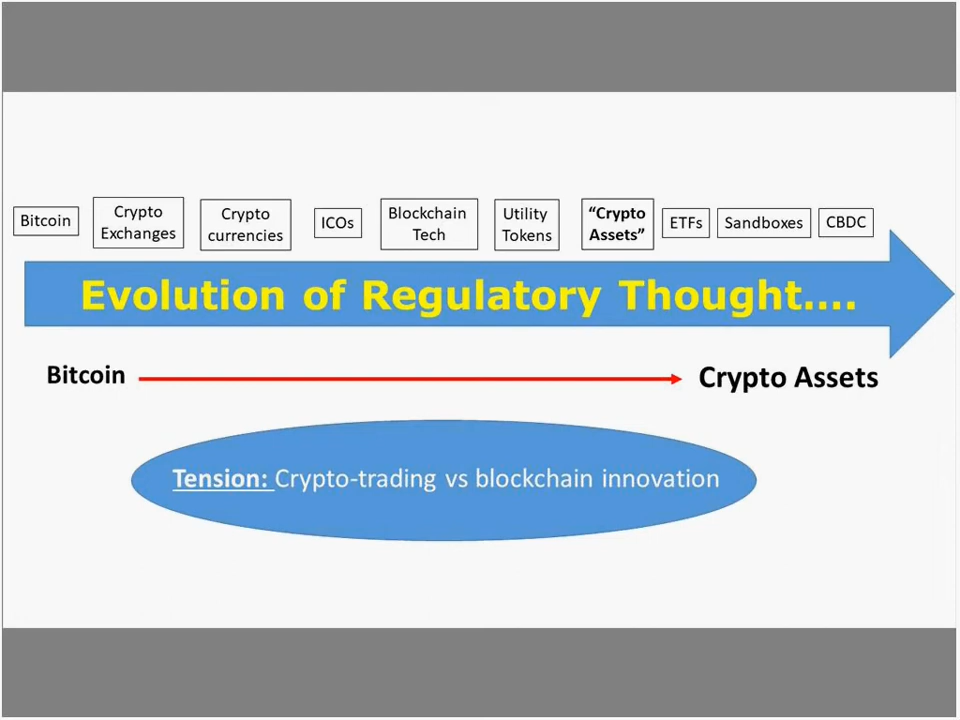 Bitcoin
Crypto
Exchanges
Crypto
currencies
ICOs
Blockchain
Tech
Utility
Tokens
“Crypto
Assets”
ETFs
Sandboxes
CBDC
Evolution of Regulatory Thought....
Bitcoin
Crypto Assets
Tension: Crypto-trading vs blockchain innovation